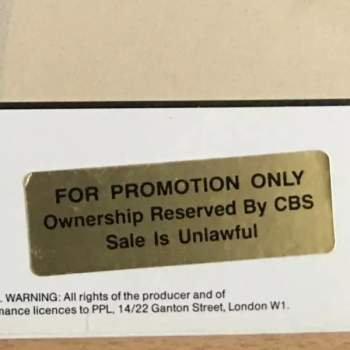 FOR PROMOTION ONLY
Ownership Reserved By CBS
Sale Is Unlawful
WARNING: All rights of the producer and of
mance licences to PPL, 14/22 Ganton Street, London W1.